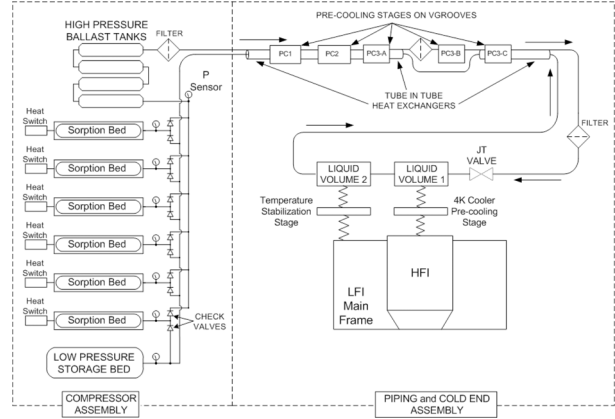 HIGH PRESSURE
BALLAST TANKS
FILTER
P
Sensor
Heat
Switch
Sorption Bed
Heat
Switch
Sorption Bed
Heat
Switch
Sorption Bed
Heat
Switch
Sorption Bed
Heat
Switch
Sorption Bed
Heat
Switch
Sorption Bed
CHECK
VALVES
LOW PRESSURE
STORAGE BED
COMPRESSOR
ASSEMBLY
PRE-COOLING STAGES ON VGROOVES
PC1
PC2
PC3-A
PC3-B
PC3-C
TUBE IN TUBE
HEAT EXCHANGERS
FILTER
JT
VALVE
LIQUID
VOLUME 2
LIQUID
VOLUME 1
Temperature
Stabilization
Stage
4K Cooler
Pre-cooling
Stage
HFI
LFI
Main
Frame
PIPING and COLD END
ASSEMBLY